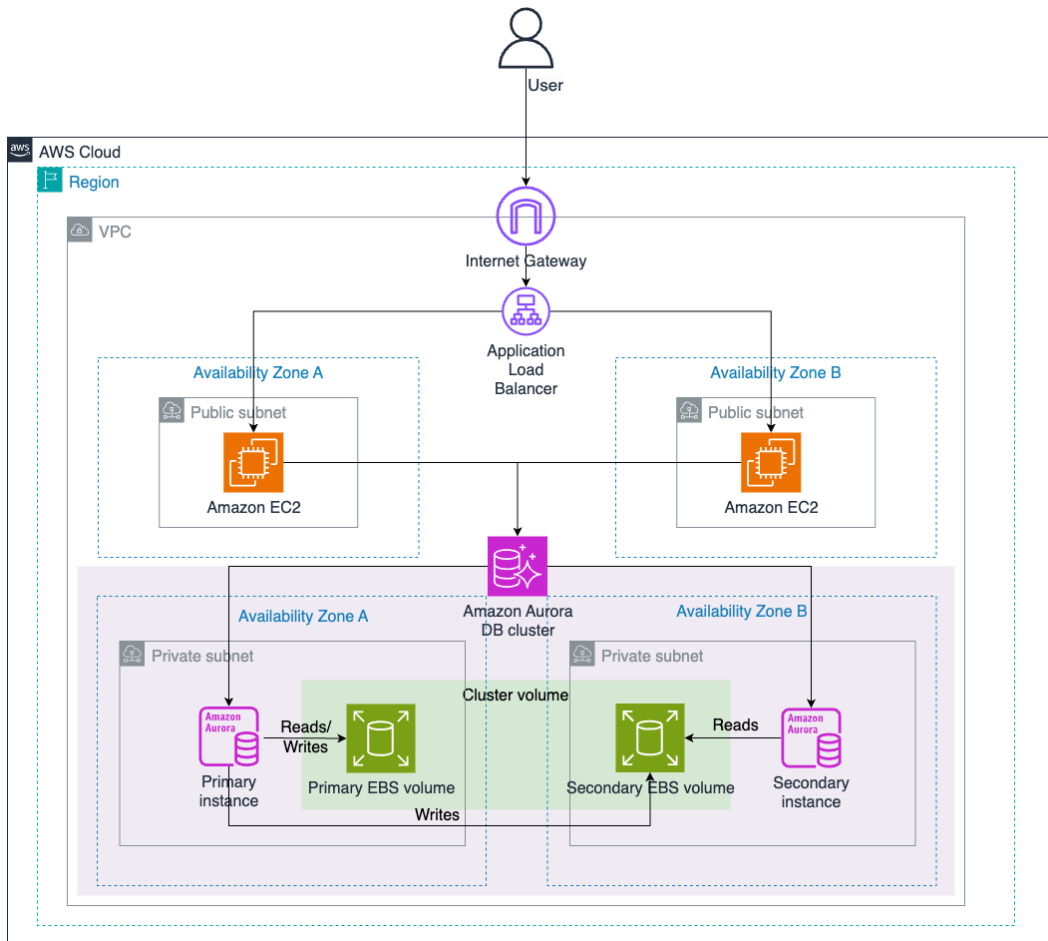 User
aws
AWS Cloud
Region
VPC
Internet Gateway
Application
Load
Balancer
Availability Zone A
Availability Zone B
Public subnet
Public subnet
Amazon EC2
Amazon EC2
Amazon Aurora
DB cluster
Availability Zone A
Availability Zone B
Private subnet
Private subnet
Cluster volume
Amazon
Aurora
Reads/
Writes
Reads
Amazon
Aurora
Primary
instance
Primary EBS volume
Secondary EBS volume
Secondary
instance
Writes